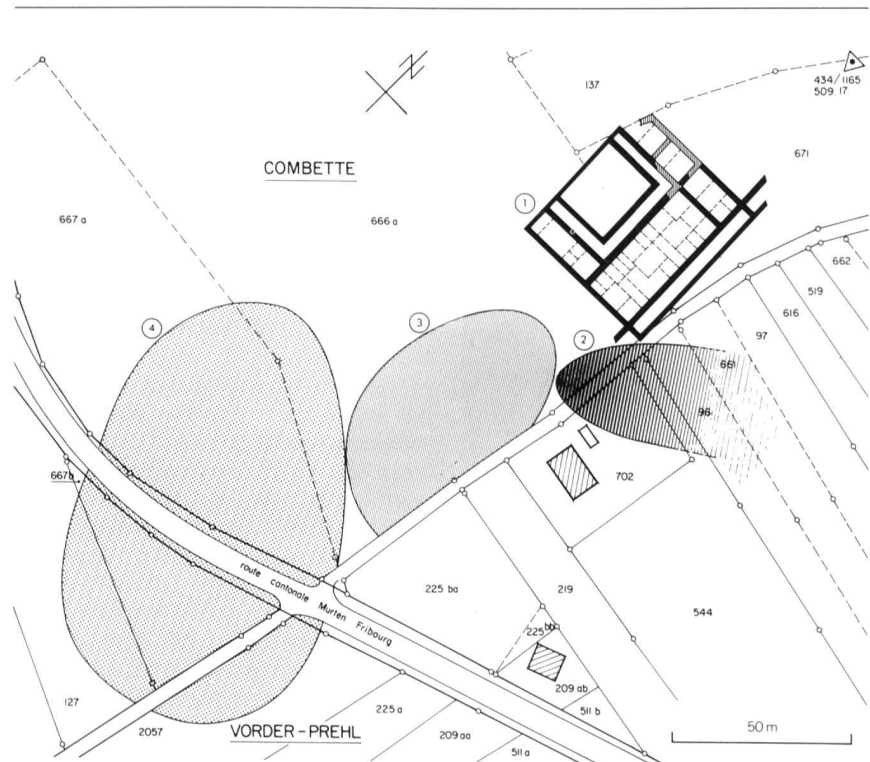 N
434/1165
509.17
137
671
COMBETTE
1
667 a
666 a
662
519
616
4
3
97
2
661
96
667b
702
route cantonale Murten Fribourg
225 ba
219
544
225 bb
209 ab
511 b
127
2057
225 a
VORDER-PREHL
209 aa
511 a
50 m